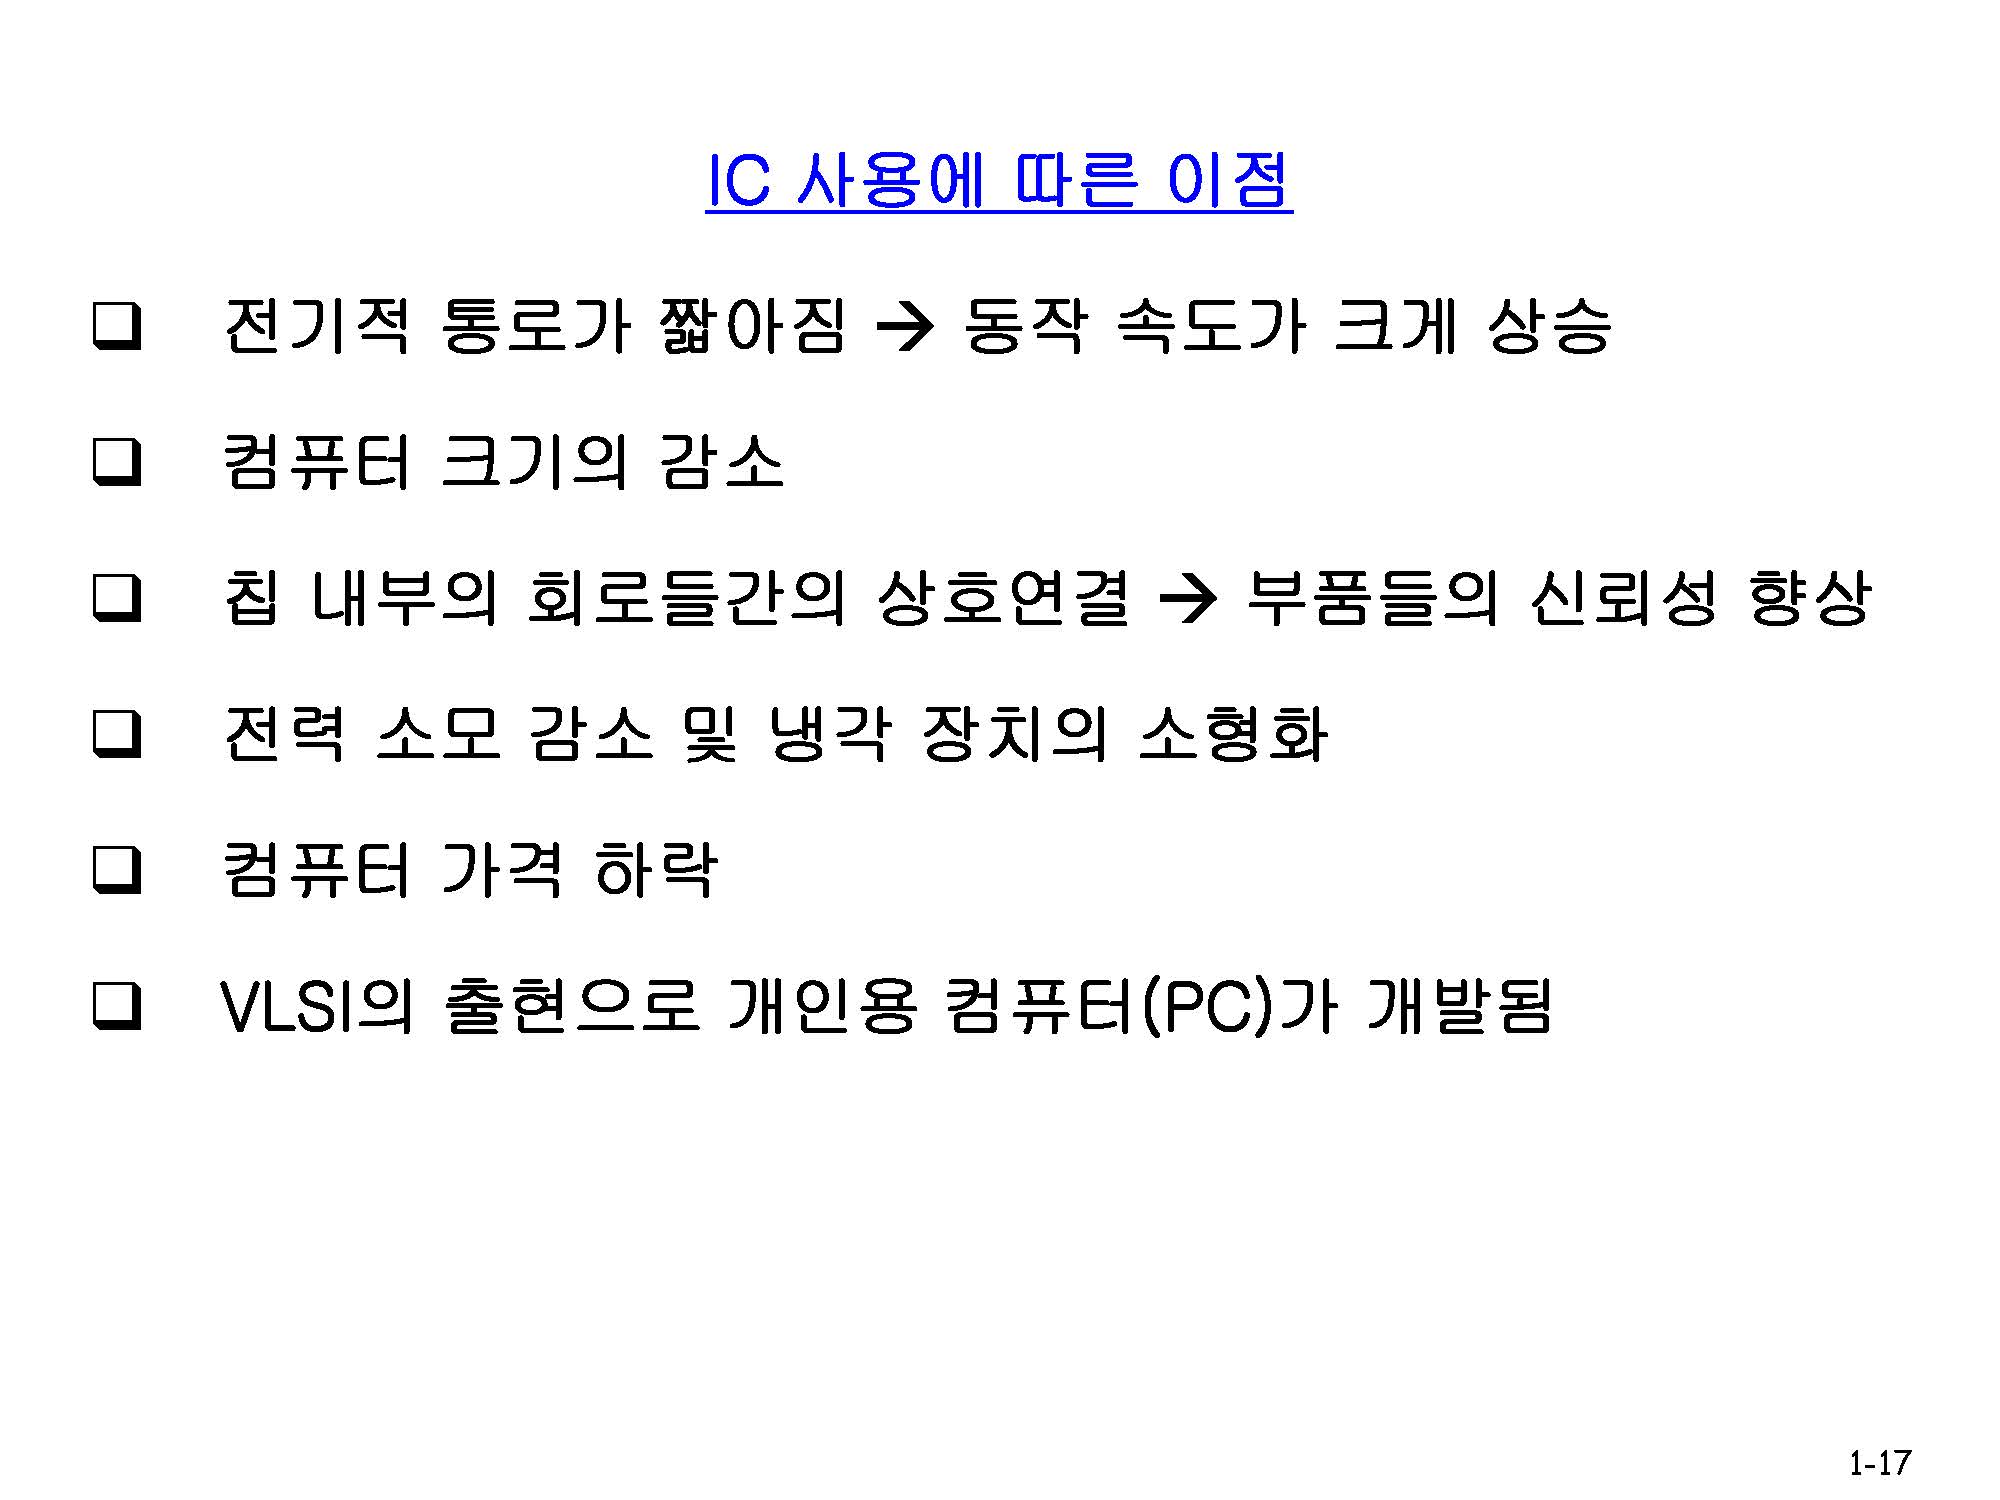 IC 사용에 따른 이점
❑ 전기적 통로가 짧아짐 → 동작 속도가 크게 상승
❑ 컴퓨터 크기의 감소
❑ 칩 내부의 회로들간의 상호연결 → 부품들의 신뢰성 향상
❑ 전력 소모 감소 및 냉각 장치의 소형화
❑ 컴퓨터 가격 하락
❑ VLSI의 출현으로 개인용 컴퓨터(PC)가 개발됨
1-17